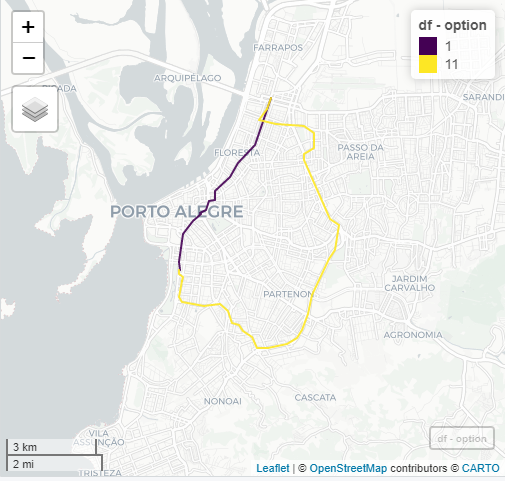 +
−
df - option
1
11
FARRAPOS
ARQUIPELAGO
SARANDI
PASSO DA
AREIA
FLORESTA
PORTO ALEGRE
JARDIM
CARVALHO
PARTENON
AGRONOMIA
CASCATA
NONOAI
VILA
ASSUNÇÃO
TRISTEZA
df - option
3 km
2 mi
Leaflet | © OpenStreetMap contributors © CARTO